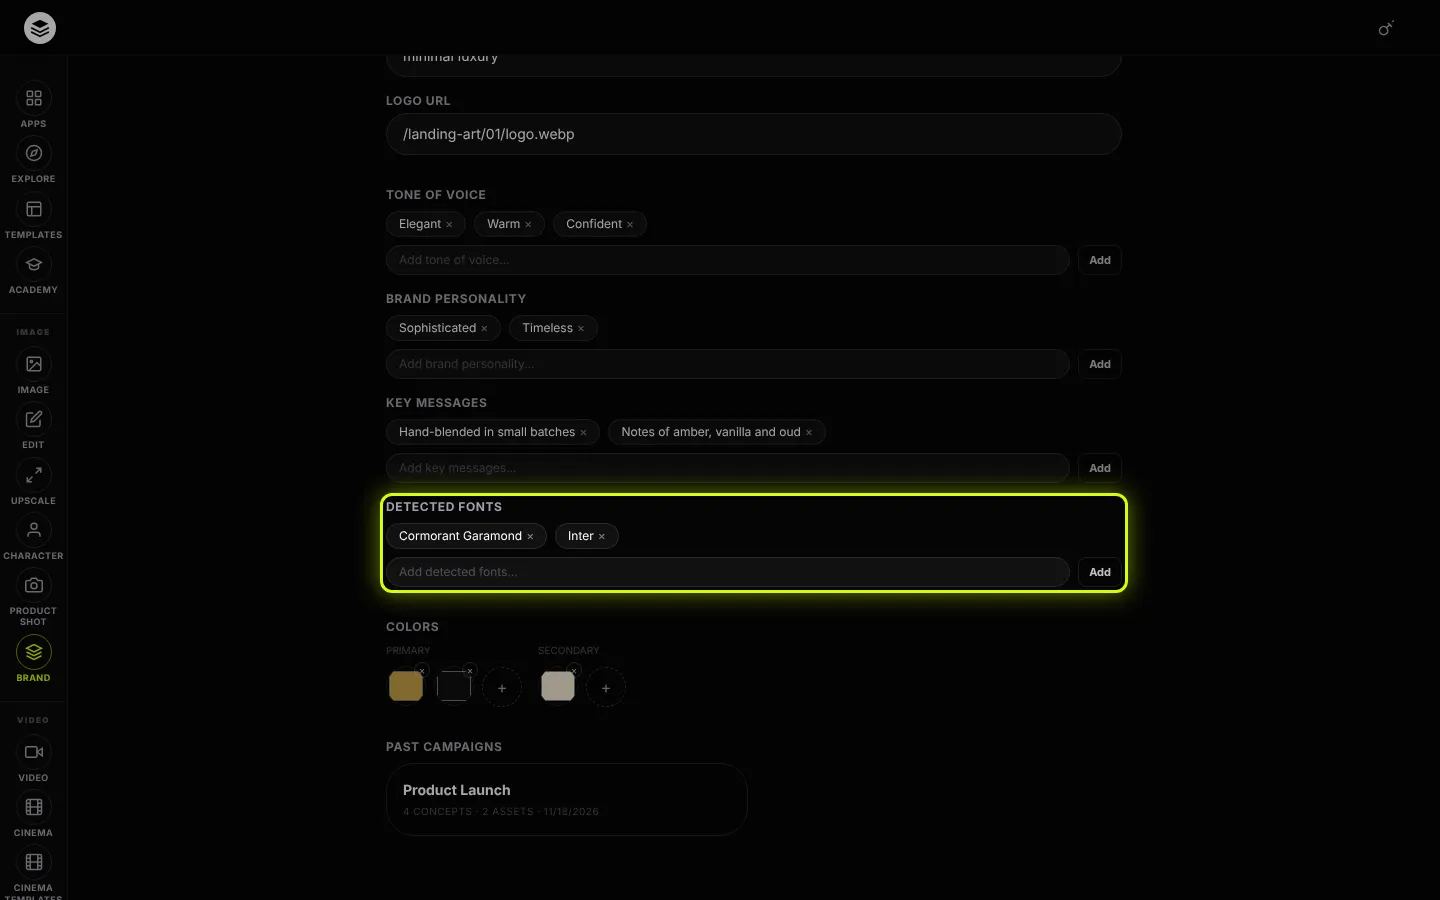 minimal luxury
LOGO URL
/landing-art/01/logo.webp
TONE OF VOICE
Elegant ×
Warm ×
Confident ×
Add tone of voice...
Add
BRAND PERSONALITY
Sophisticated ×
Timeless ×
Add brand personality...
Add
KEY MESSAGES
Hand-blended in small batches ×
Notes of amber, vanilla and oud ×
Add key messages...
Add
DETECTED FONTS
Cormorant Garamond ×
Inter ×
Add detected fonts...
Add
COLORS
PRIMARY
SECONDARY
× × + × +
PAST CAMPAIGNS
Product Launch
4 CONCEPTS · 2 ASSETS · 11/18/2026
APPS
EXPLORE
TEMPLATES
ACADEMY
IMAGE
IMAGE
EDIT
UPSCALE
CHARACTER
PRODUCT
SHOT
BRAND
VIDEO
VIDEO
CINEMA
CINEMA
TEMPLATES